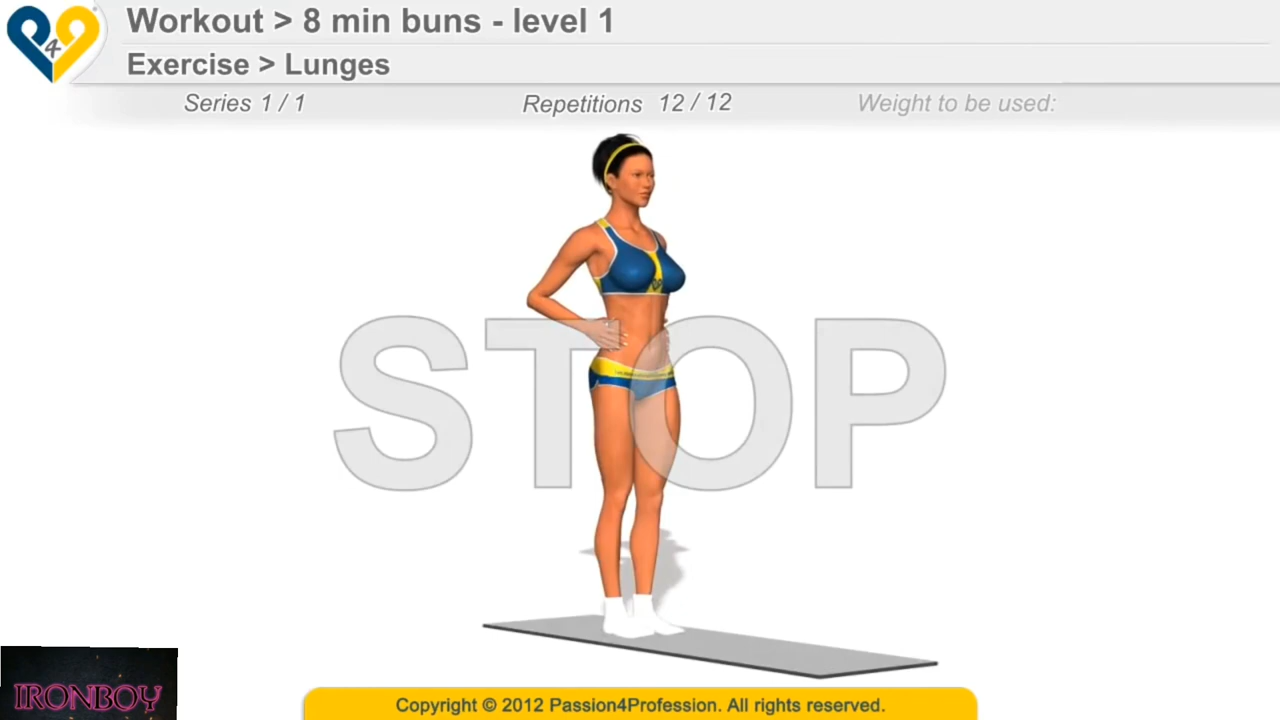 Workout > 8 min buns - level 1
Exercise > Lunges
Series 1 / 1 Repetitions 12 / 12 Weight to be used:
STOP
IRONBOY
Copyright © 2012 Passion4Profession. All rights reserved.